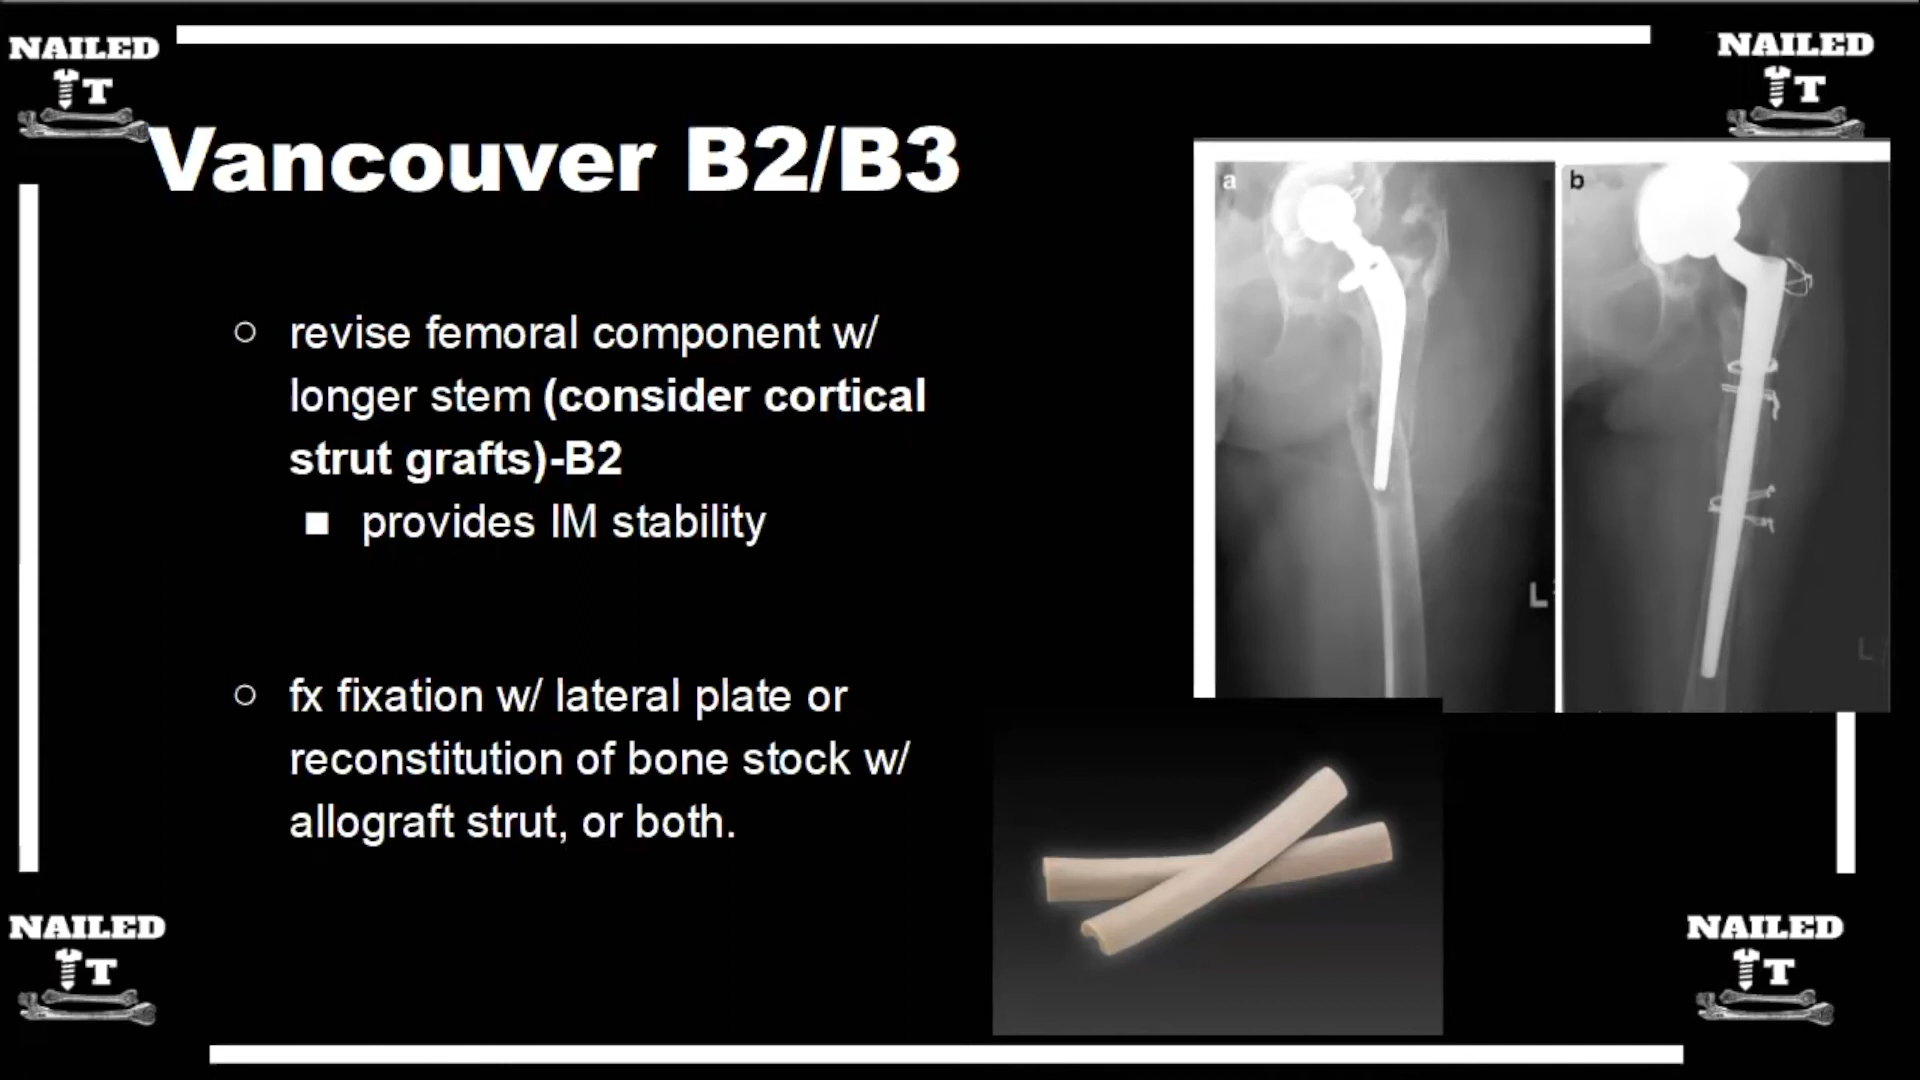 NAILED
IT
NAILED
IT
Vancouver B2/B3
a
b
○ revise femoral component w/
longer stem (consider cortical
strut grafts)-B2
■ provides IM stability
L
L
○ fx fixation w/ lateral plate or
reconstitution of bone stock w/
allograft strut, or both.
NAILED
IT
NAILED
IT